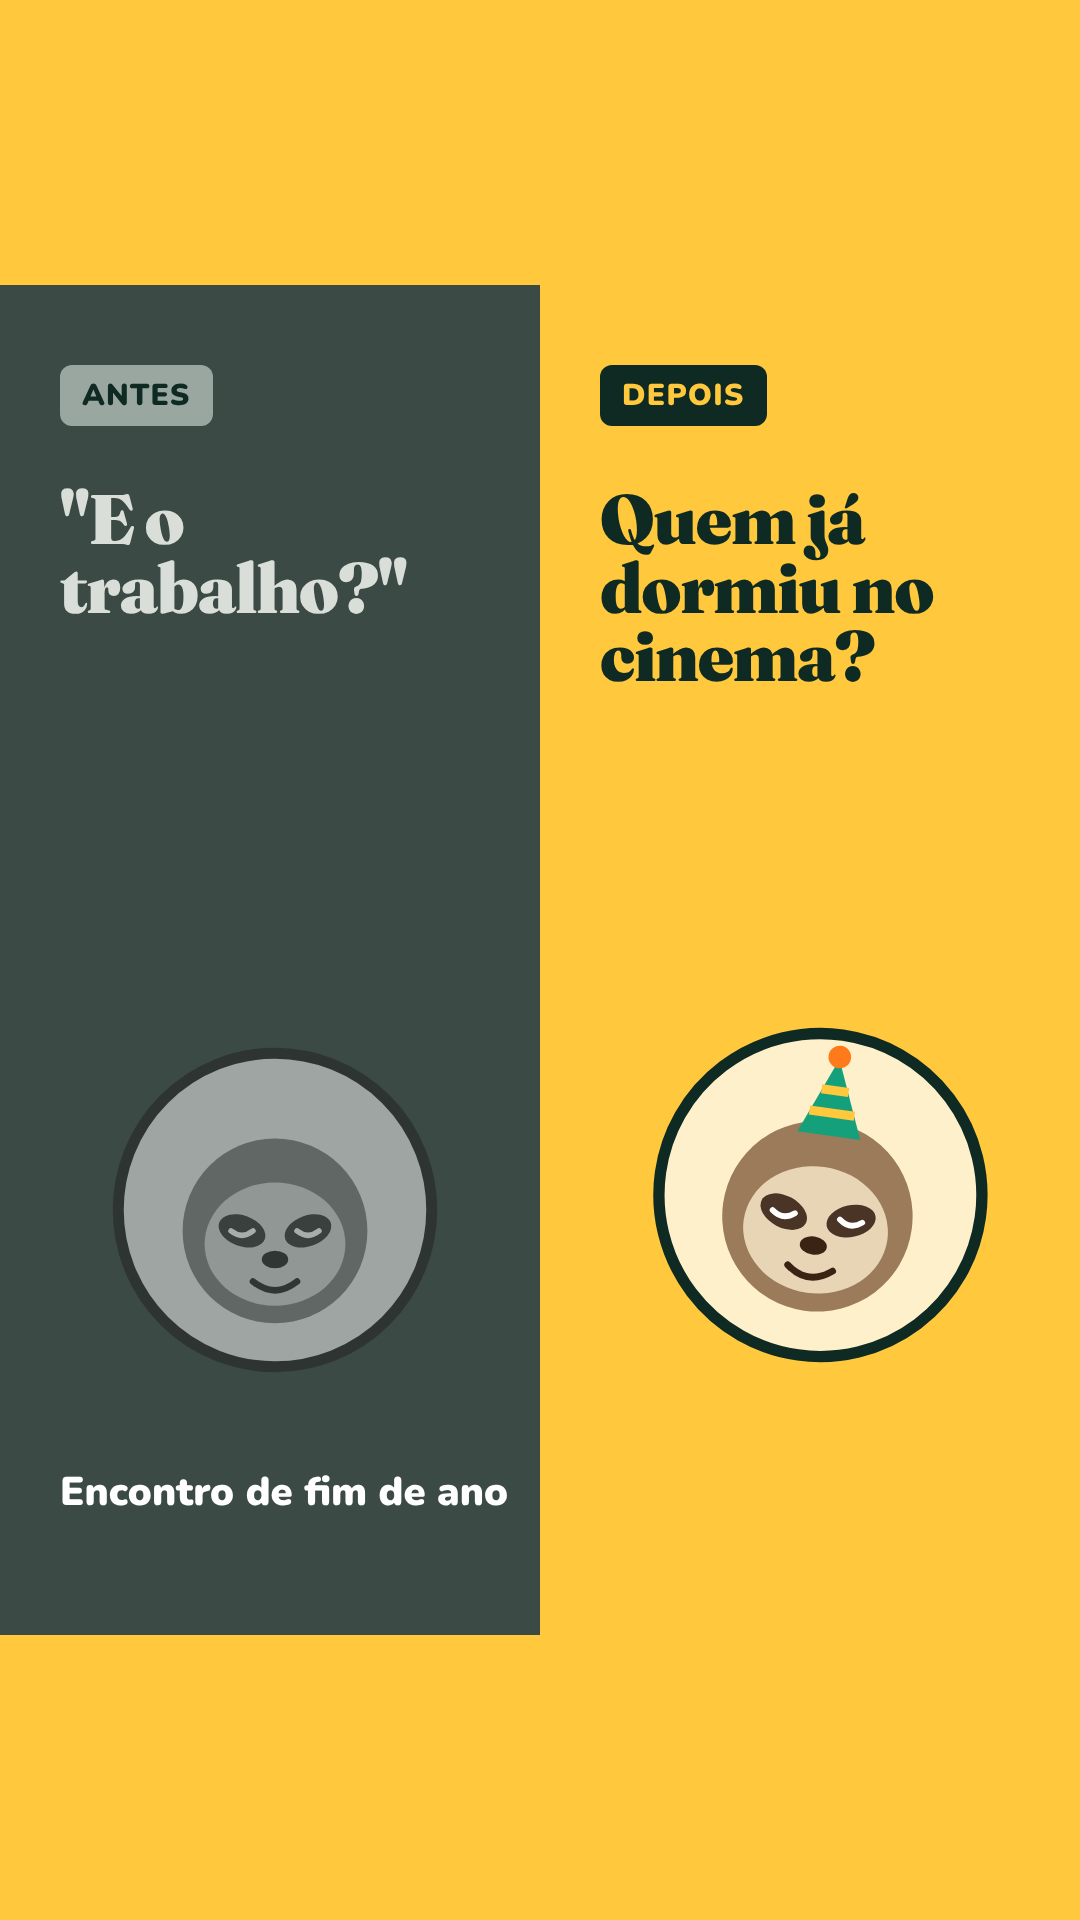 ANTES
"E o
trabalho?"
DEPOIS
Quem já
dormiu no
cinema?
Encontro de fim de ano